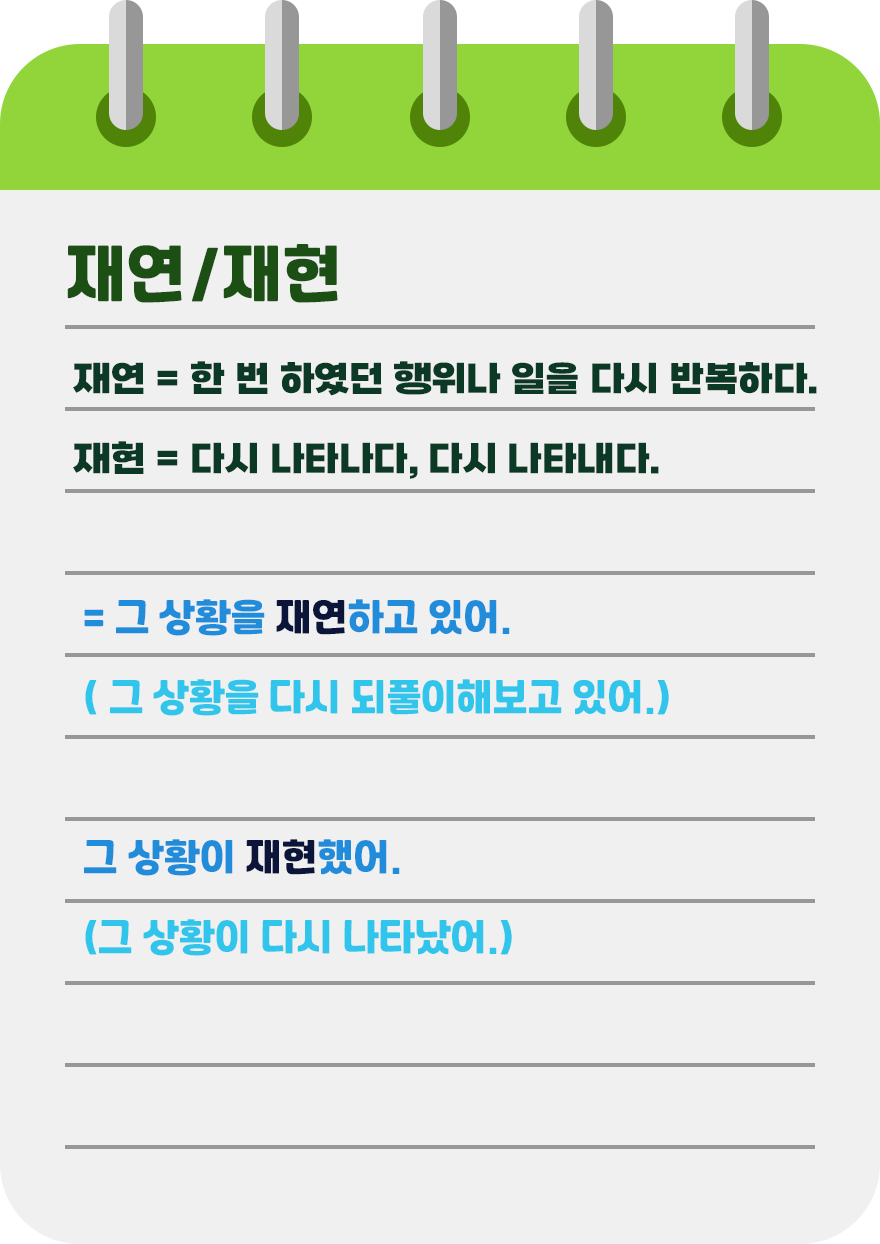 재연/재현
재연 = 한 번 하였던 행위나 일을 다시 반복하다.
재현 = 다시 나타나다, 다시 나타내다.
= 그 상황을 재연하고 있어.
( 그 상황을 다시 되풀이해보고 있어.)
그 상황이 재현했어.
(그 상황이 다시 나타났어.)